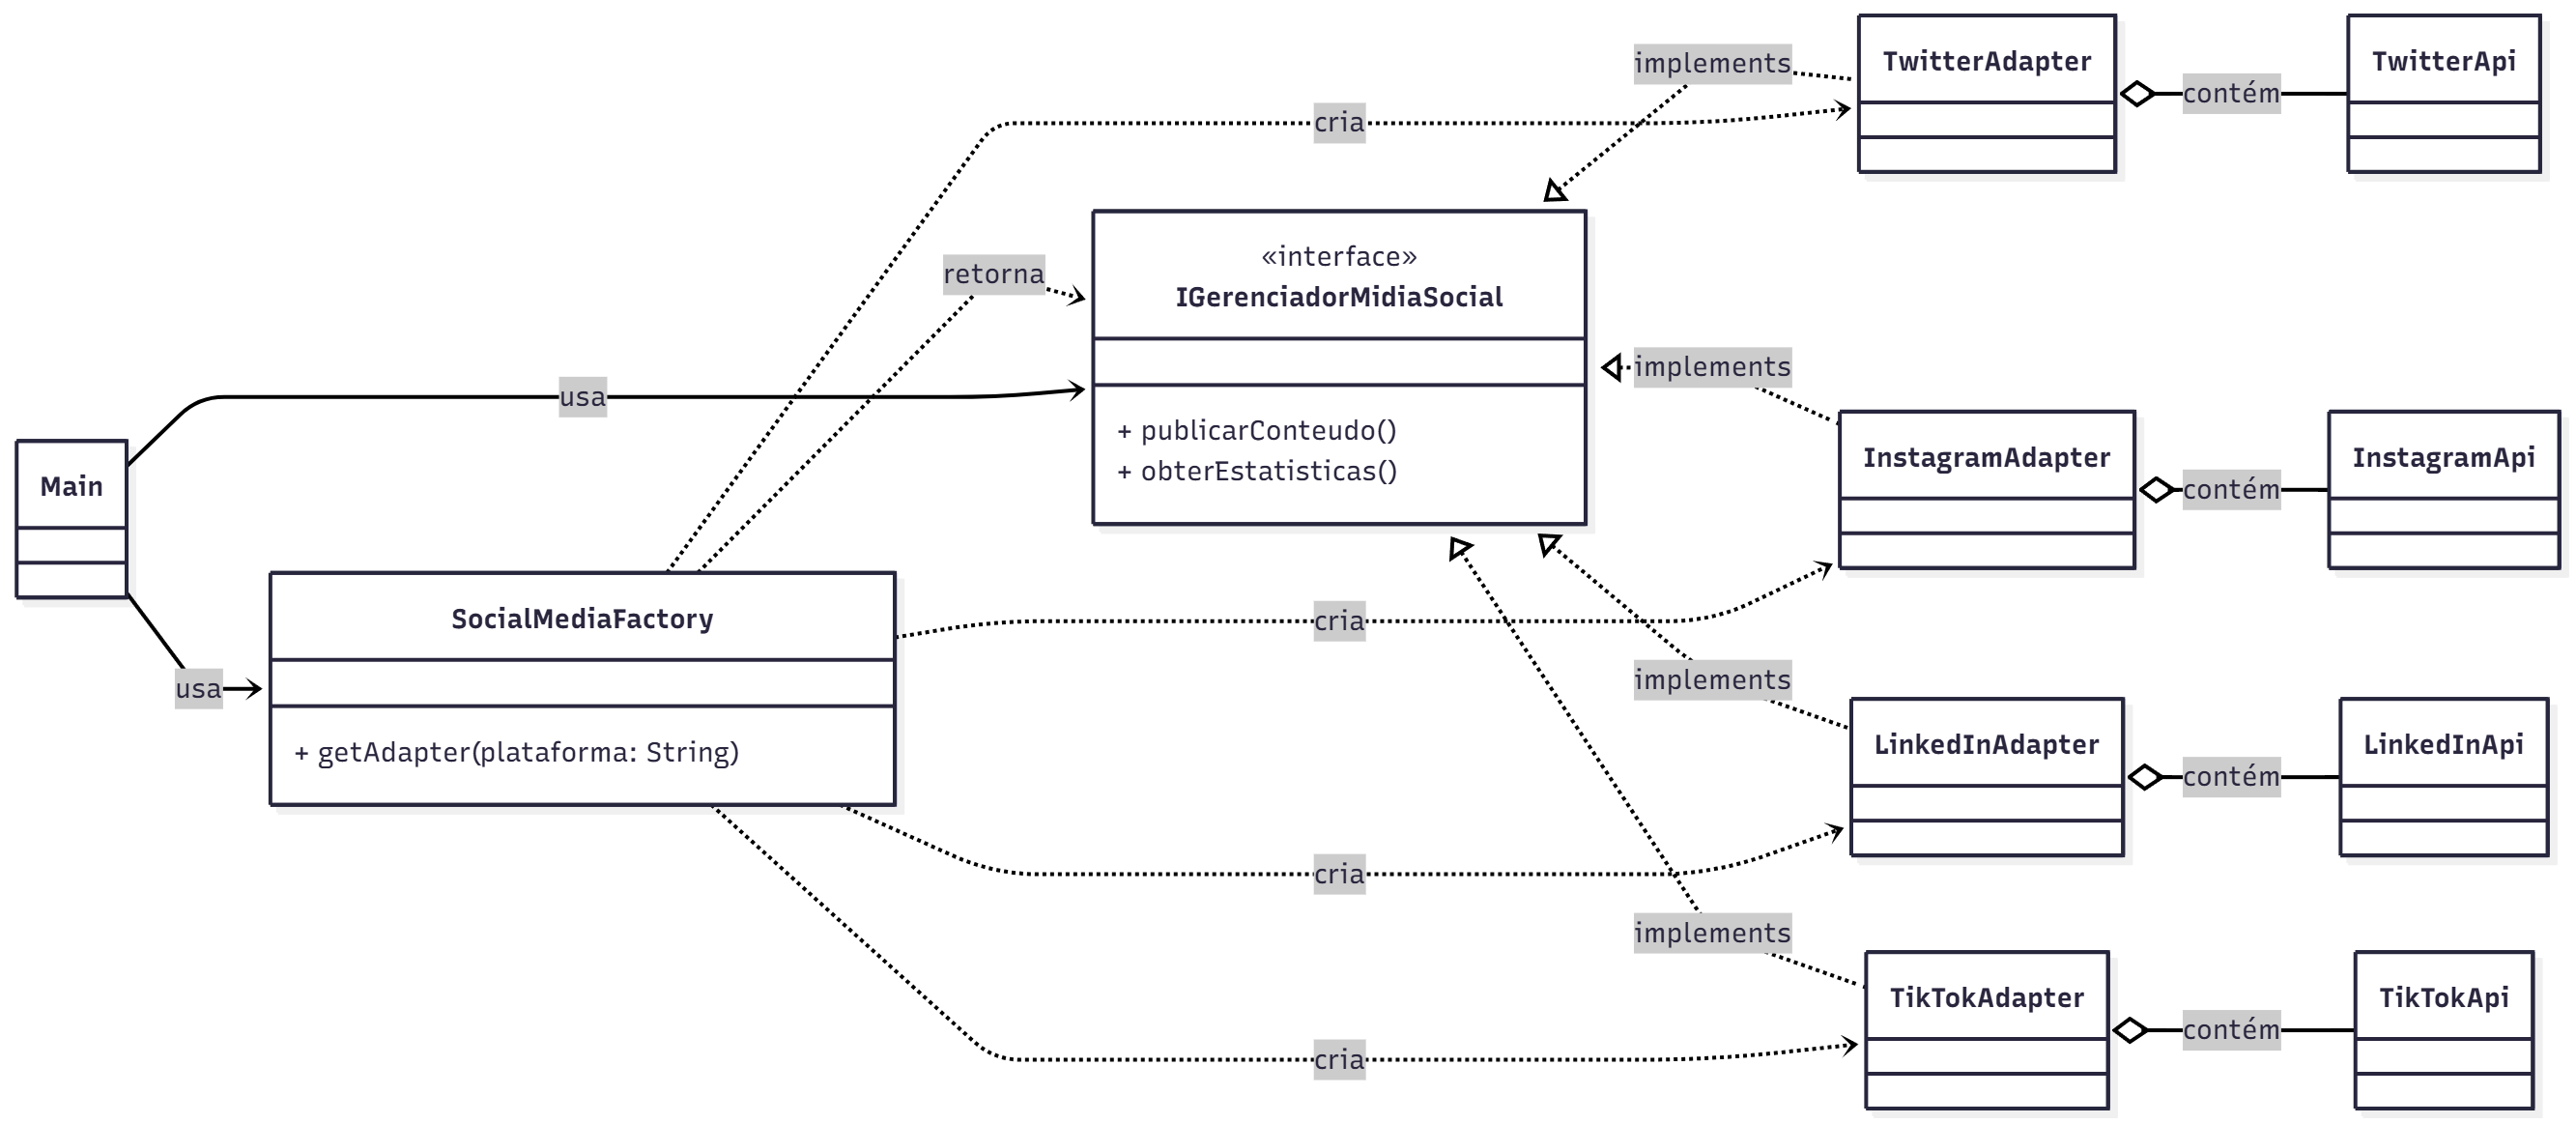 Main
usa
usa
SocialMediaFactory
+ getAdapter(plataforma: String)
retorna
cria
cria
cria
cria
«interface»
IGerenciadorMidiaSocial
+ publicarConteudo()
+ obterEstatisticas()
implements
implements
implements
implements
TwitterAdapter
contém
TwitterApi
InstagramAdapter
contém
InstagramApi
LinkedInAdapter
contém
LinkedInApi
TikTokAdapter
contém
TikTokApi